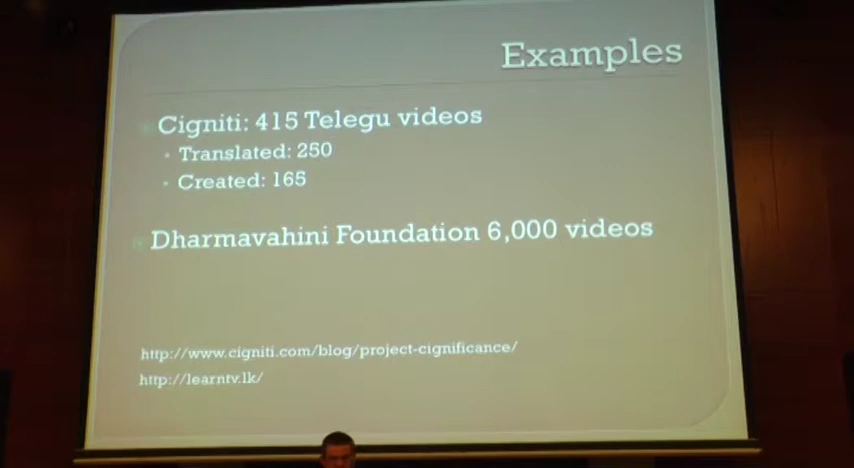 Examples
Cigniti: 415 Telegu videos
Translated: 250
Created: 165
Dharmavahini Foundation 6,000 videos
http://www.cigniti.com/blog/project-cignificance/
http://learntv.lk/